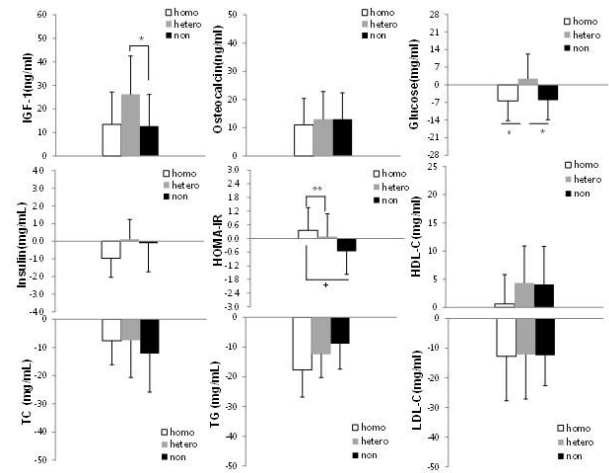 IGF-1(ng/ml)
60
50
40
30
20
10
0
*
homo
hetero
non
Osteocalcin(ng/ml)
50
40
30
20
10
0
homo
hetero
non
Glucose(mg/ml)
28
21
14
7
0
-7
-14
-21
-28
*
*
homo
hetero
non
Insulin(mg/mL)
4.0
3.0
2.0
1.0
0.0
-1.0
-2.0
-3.0
-4.0
homo
hetero
non
HOMA-IR
3.0
2.4
1.8
1.2
0.6
0.0
-0.6
-1.2
-1.8
-2.4
-3.0
**
+
homo
hetero
non
HDL-C(mg/ml)
25
20
15
10
5
0
homo
hetero
non
TC (mg/mL)
0
-10
-20
-30
-40
-50
homo
hetero
non
TG (mg/mL)
0
-10
-20
-30
-40
-50
homo
hetero
non
LDL-C (mg/ml)
0
-10
-20
-30
-40
-50
homo
hetero
non